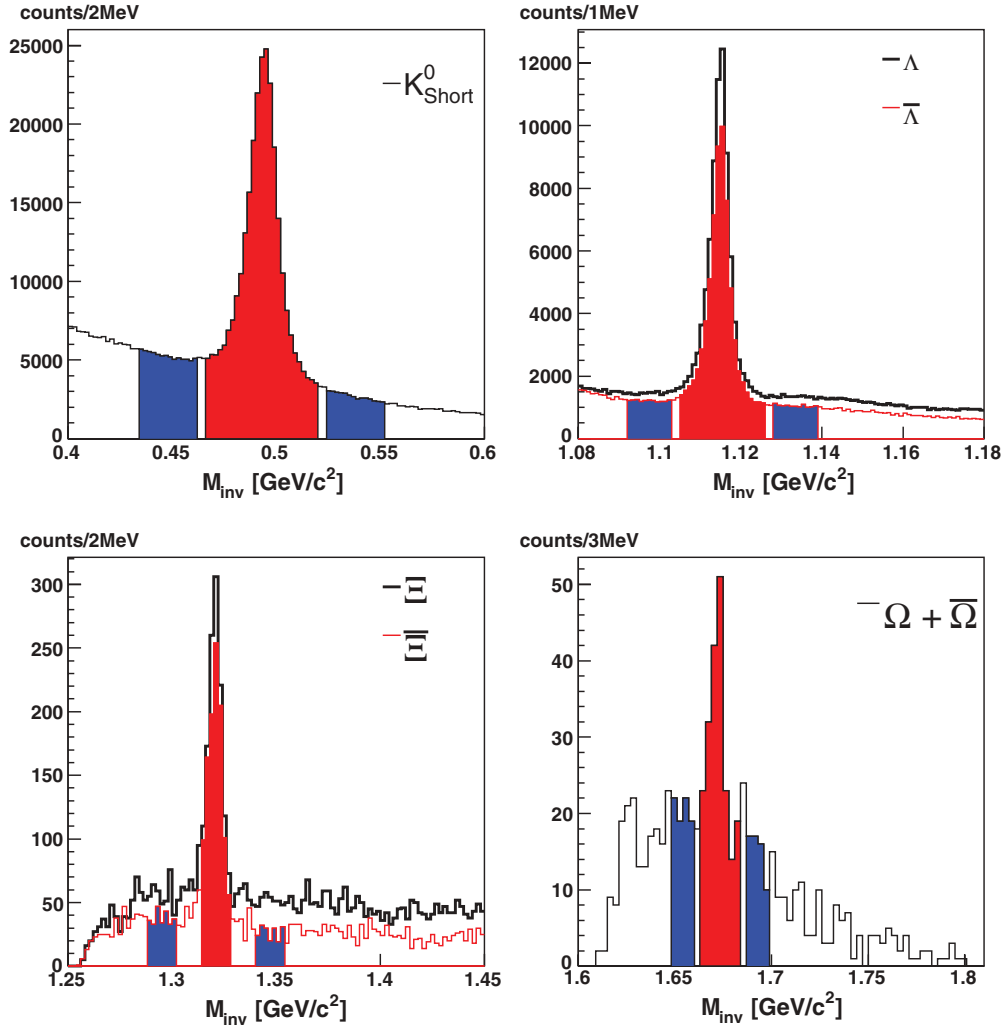 counts/2MeV
25000
20000
15000
10000
5000
0
K⁰Short
0.4 0.45 0.5 0.55 0.6
Minv [GeV/c²]
counts/1MeV
12000
10000
8000
6000
4000
2000
0
Λ
Λ̅
1.08 1.1 1.12 1.14 1.16 1.18
Minv [GeV/c²]
counts/2MeV
300
250
200
150
100
50
0
Ξ
Ξ̅
1.25 1.3 1.35 1.4 1.45
Minv [GeV/c²]
counts/3MeV
50
40
30
20
10
0
Ω + Ω̅
1.6 1.65 1.7 1.75 1.8
Minv [GeV/c²]